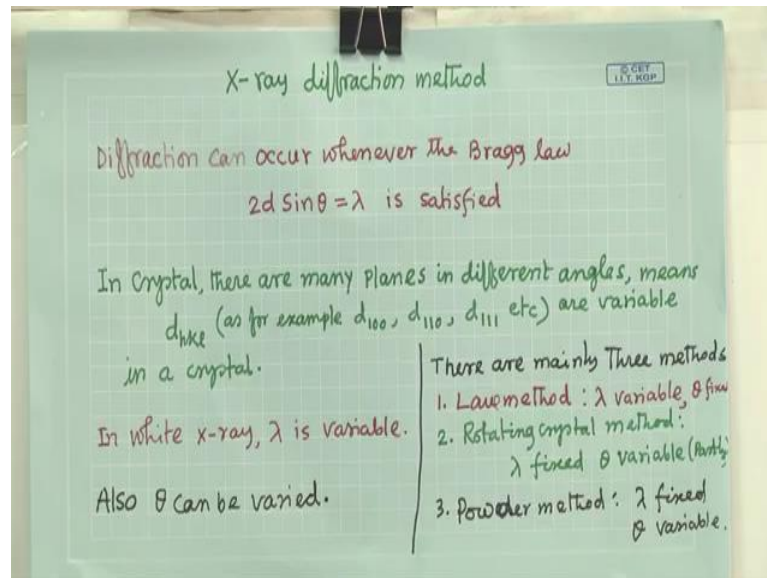 X-ray diffraction method
© CET
I.I.T. KGP
Diffraction can occur whenever the Bragg law
2d sinθ = λ is satisfied
In Crystal, there are many planes in different angles, means
dhkl (as for example d100, d110, d111 etc) are variable
in a crystal.
In white x-ray, λ is variable.
Also θ can be varied.
There are mainly Three methods
1. Laue method : λ variable, θ fixe
2. Rotating crystal method :
λ fixed θ variable (Partly)
3. Powder method : λ fixed
θ variable.